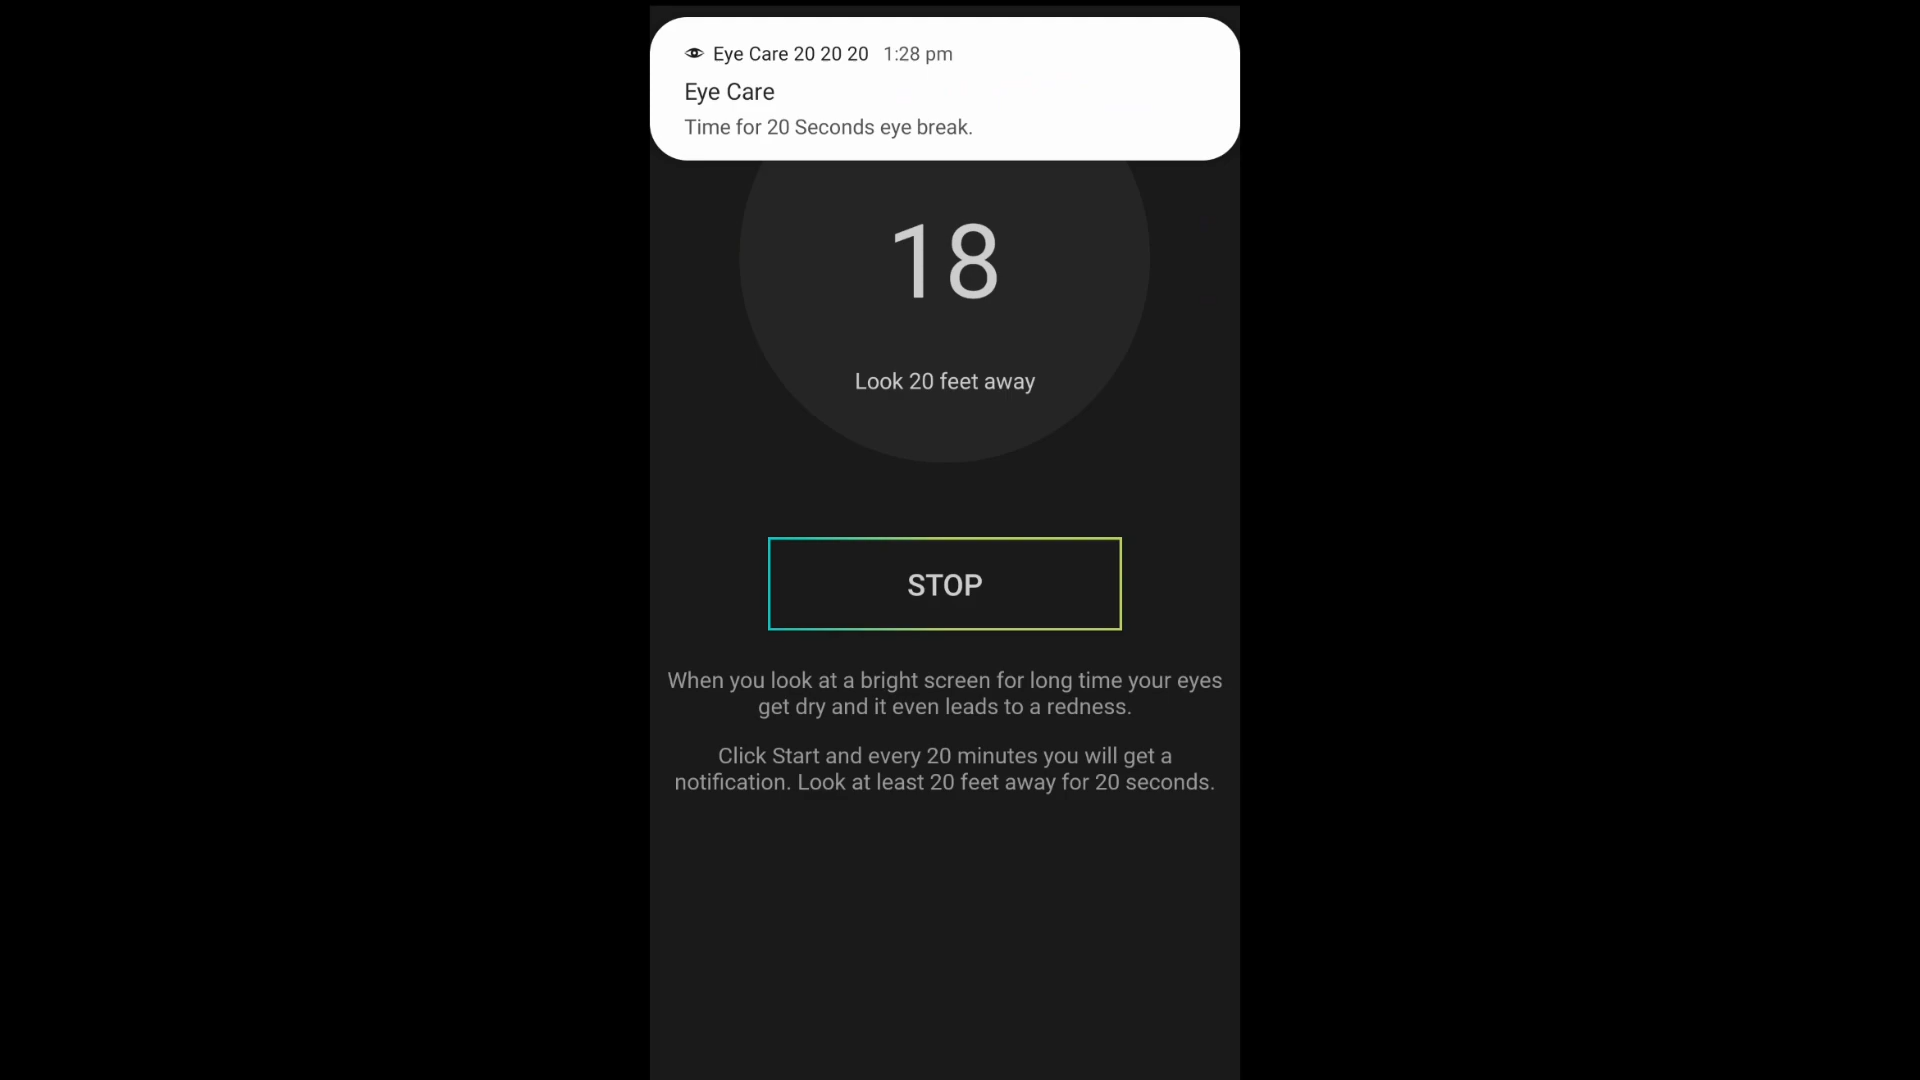 Eye Care 20 20 20 1:28 pm
Eye Care
Time for 20 Seconds eye break.
18
Look 20 feet away
STOP
When you look at a bright screen for long time your eyes
get dry and it even leads to a redness.
Click Start and every 20 minutes you will get a
notification. Look at least 20 feet away for 20 seconds.